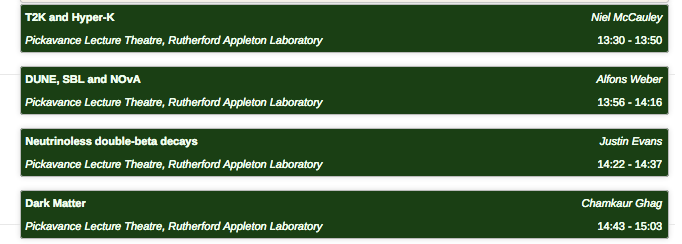 T2K and Hyper-K Niel McCauley
Pickavance Lecture Theatre, Rutherford Appleton Laboratory 13:30 - 13:50
DUNE, SBL and NOvA Alfons Weber
Pickavance Lecture Theatre, Rutherford Appleton Laboratory 13:56 - 14:16
Neutrinoless double-beta decays Justin Evans
Pickavance Lecture Theatre, Rutherford Appleton Laboratory 14:22 - 14:37
Dark Matter Chamkaur Ghag
Pickavance Lecture Theatre, Rutherford Appleton Laboratory 14:43 - 15:03